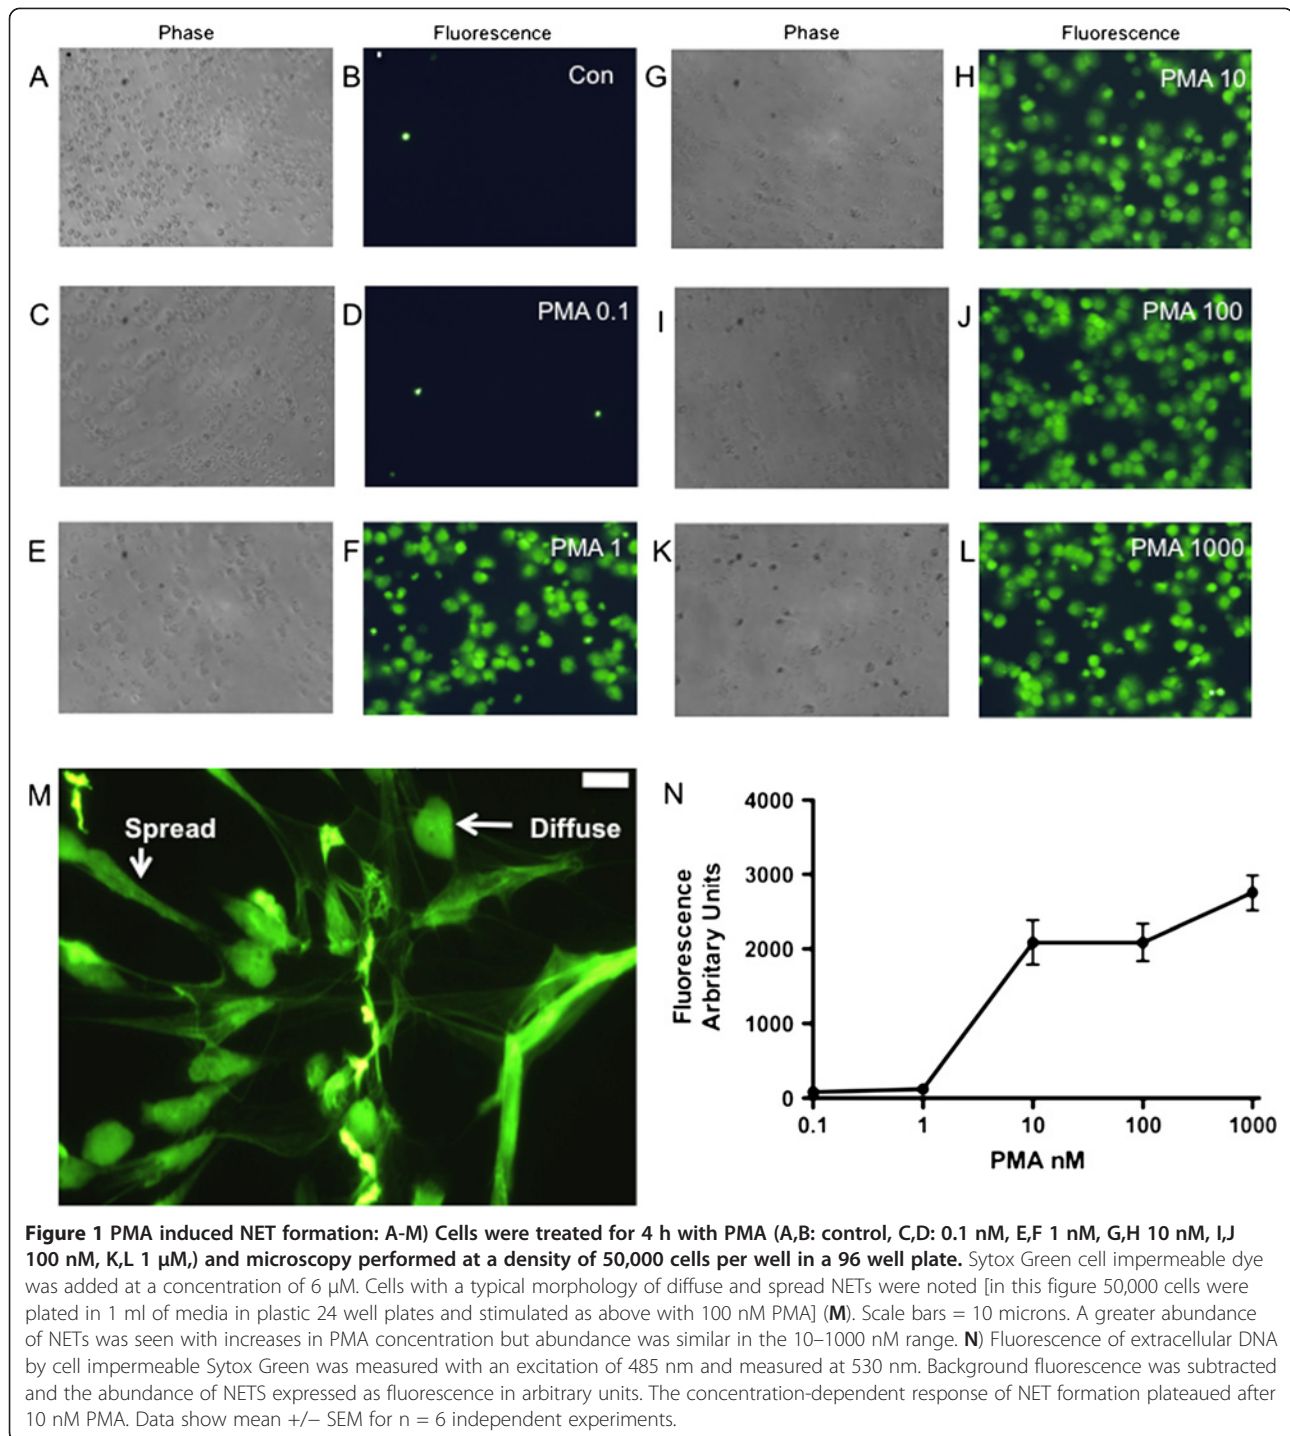 Phase
Fluorescence
Phase
Fluorescence
A
B
Con
G
H
PMA 10
C
D
PMA 0.1
I
J
PMA 100
E
F
PMA 1
K
L
PMA 1000
M
Spread
Diffuse
N
Fluorescence
Arbritary Units
4000
3000
2000
1000
0
0.1
1
10
100
1000
PMA nM
Figure 1 PMA induced NET formation: A-M) Cells were treated for 4 h with PMA (A,B: control, C,D: 0.1 nM, E,F 1 nM, G,H 10 nM, I,J
100 nM, K,L 1 μM,) and microscopy performed at a density of 50,000 cells per well in a 96 well plate. Sytox Green cell impermeable dye
was added at a concentration of 6 μM. Cells with a typical morphology of diffuse and spread NETs were noted [in this figure 50,000 cells were
plated in 1 ml of media in plastic 24 well plates and stimulated as above with 100 nM PMA] (M). Scale bars = 10 microns. A greater abundance
of NETs was seen with increases in PMA concentration but abundance was similar in the 10–1000 nM range. N) Fluorescence of extracellular DNA
by cell impermeable Sytox Green was measured with an excitation of 485 nm and measured at 530 nm. Background fluorescence was subtracted
and the abundance of NETS expressed as fluorescence in arbitrary units. The concentration-dependent response of NET formation plateaued after
10 nM PMA. Data show mean +/− SEM for n = 6 independent experiments.